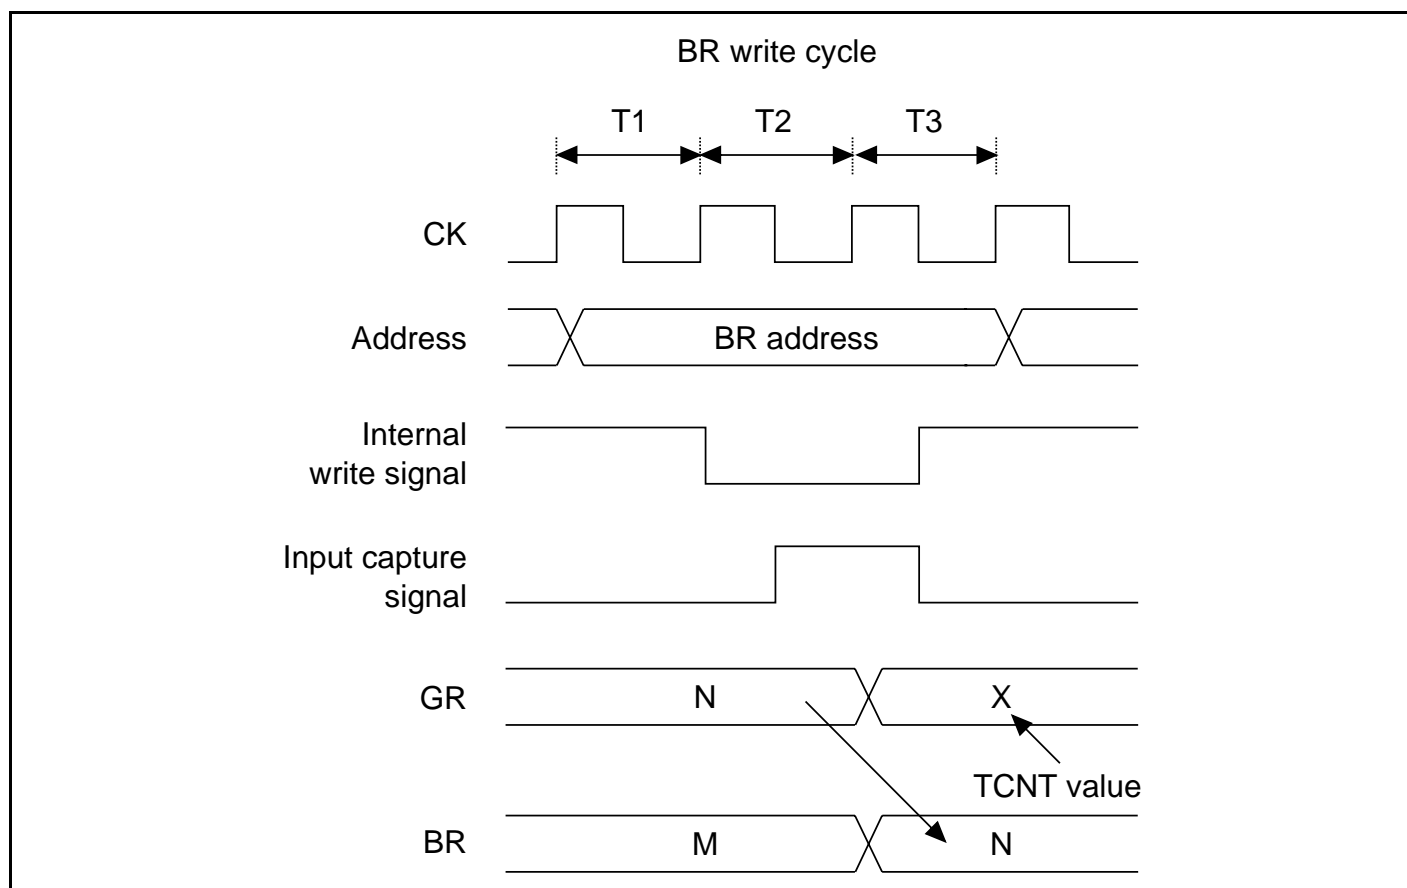 BR write cycle
T1
T2
T3
CK
Address
BR address
Internal
write signal
Input capture
signal
GR
N
X
TCNT value
BR
M
N